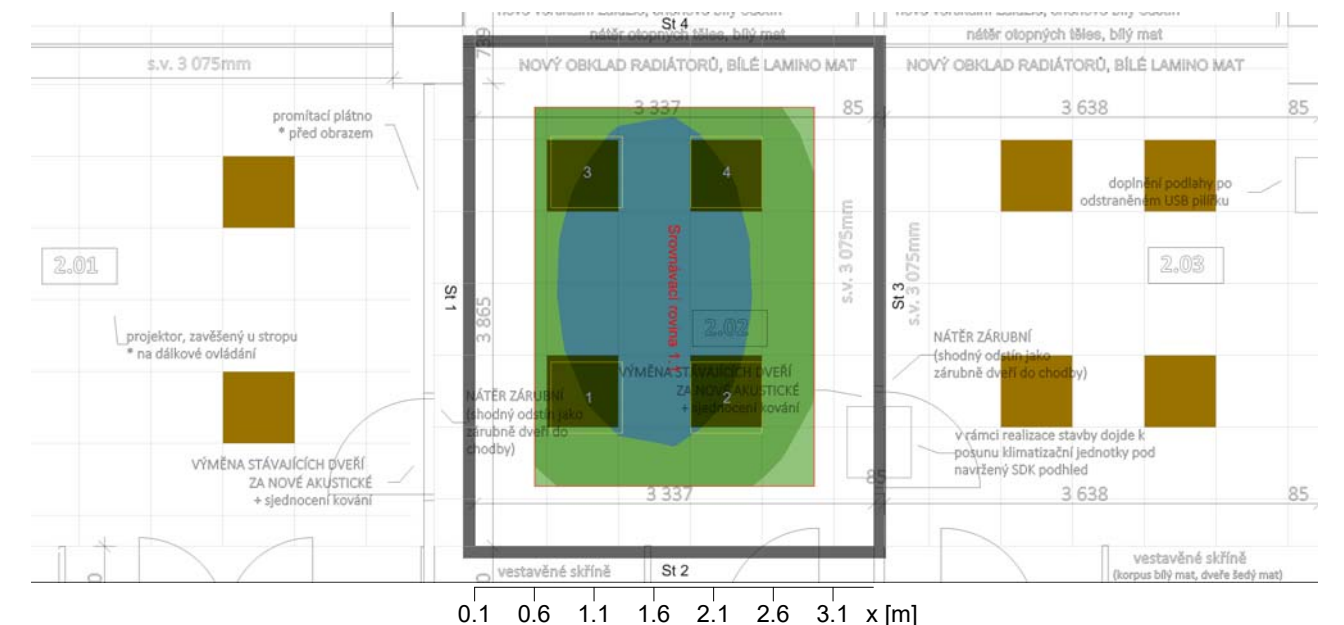 St 4
nátěr otopných těles, bílý mat
nátěr otopných těles, bílý mat
s.v. 3 075mm
739
NOVÝ OBKLAD RADIÁTORŮ, BÍLÉ LAMINO MAT
NOVÝ OBKLAD RADIÁTORŮ, BÍLÉ LAMINO MAT
3 337
85
3 638
85
promítací plátno
* před obrazem
3
4
doplnění podlahy po
odstraněném USB pilířku
2.01
Srovnávací rovina 1.1
s.v. 3 075mm
s.v. 3 075mm
2.03
St 1
St 3
3 865
2.02
projektor, zavěšený u stropu
* na dálkové ovládání
NÁTĚR ZÁRUBNÍ
(shodný odstín jako
zárubně dveří do chodby)
VÝMĚNA STÁVAJÍCÍCH DVEŘÍ
ZA NOVÉ AKUSTICKÉ
+ sjednocení kování
1
2
NÁTĚR ZÁRUBNÍ
(shodný odstín jako
zárubně dveří do
chodby)
v rámci realizace stavby dojde k
posunu klimatizační jednotky pod
navržený SDK podhled
VÝMĚNA STÁVAJÍCÍCH DVEŘÍ
ZA NOVÉ AKUSTICKÉ
+ sjednocení kování
85
3 337
3 638
85
vestavěné skříně
St 2
vestavěné skříně
(korpus bílý mat, dveře šedý mat)
0.1 0.6 1.1 1.6 2.1 2.6 3.1 x [m]